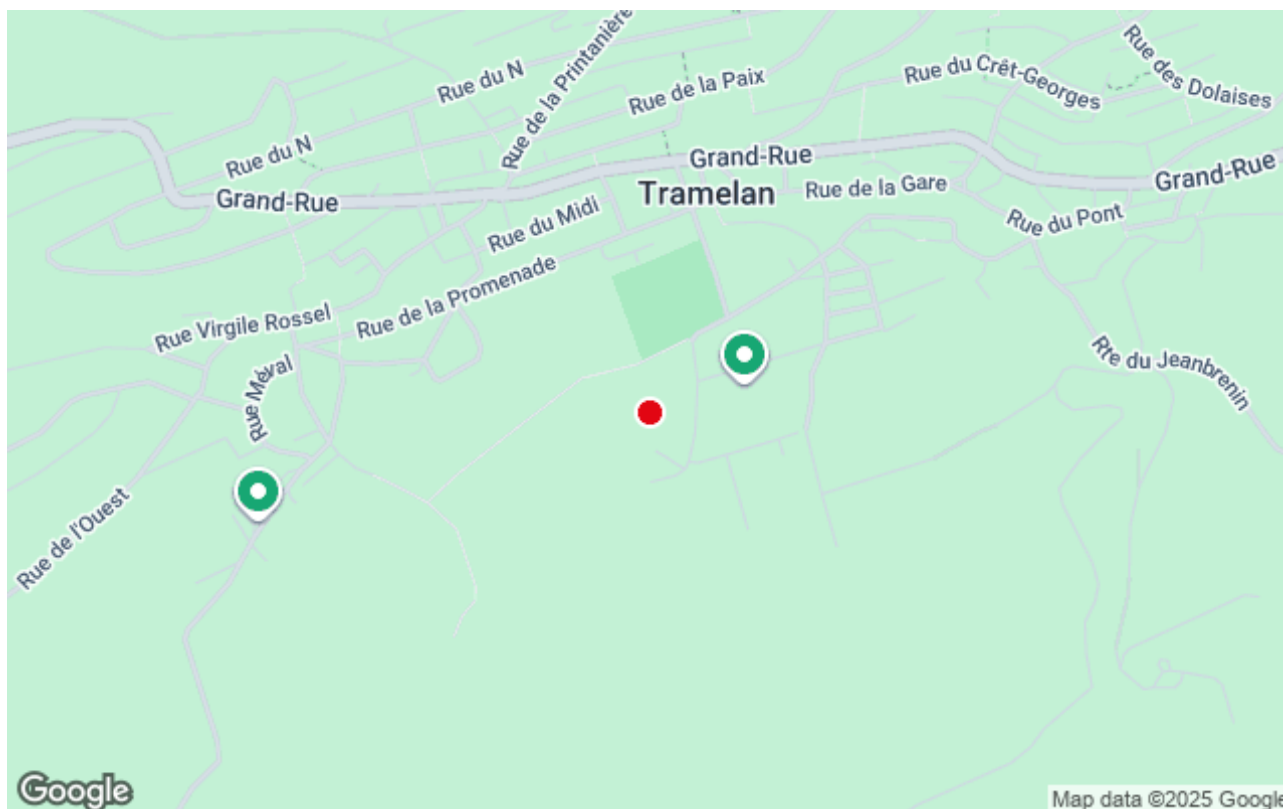 Rue de la Printanière
Rue du N
Rue de la Paix
Rue du Crêt-Georges
Rue des Dolaises
Rue du N
Grand-Rue
Grand-Rue
Grand-Rue
Tramelan
Rue de la Gare
Rue du Midi
Rue du Pont
Rue de la Promenade
Rue Virgile Rossel
Rue Méval
Rte du Jeanbrenin
Rue de l'Ouest
Google
Map data ©2025 Google